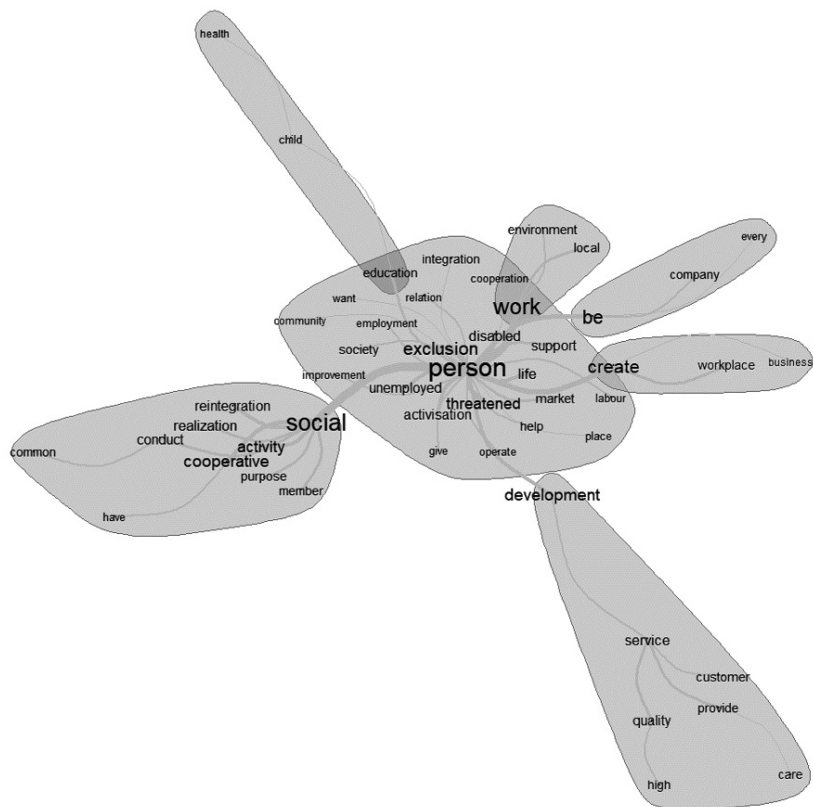 health
child
environment
every
local
integration
company
education
cooperation
want
relation
work
be
community
employment
disabled
support
society
exclusion
workplace
business
person
create
improvement
life
unemployed
market
labour
threatened
reintegration
activisation
social
realization
help
place
conduct
activity
common
give
operate
cooperative
purpose
member
development
have
service
customer
provide
quality
care
high